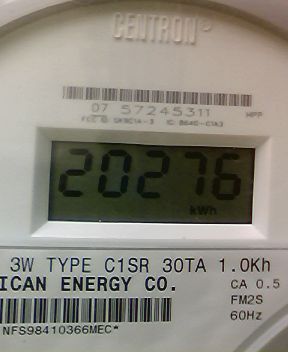 CENTRON
07 57245311 MPP
20276
kWh
3W TYPE C1SR 30TA 1.0Kh
ICAN ENERGY CO. CA 0.5
FM2S
60Hz
NFS98410366MEC*